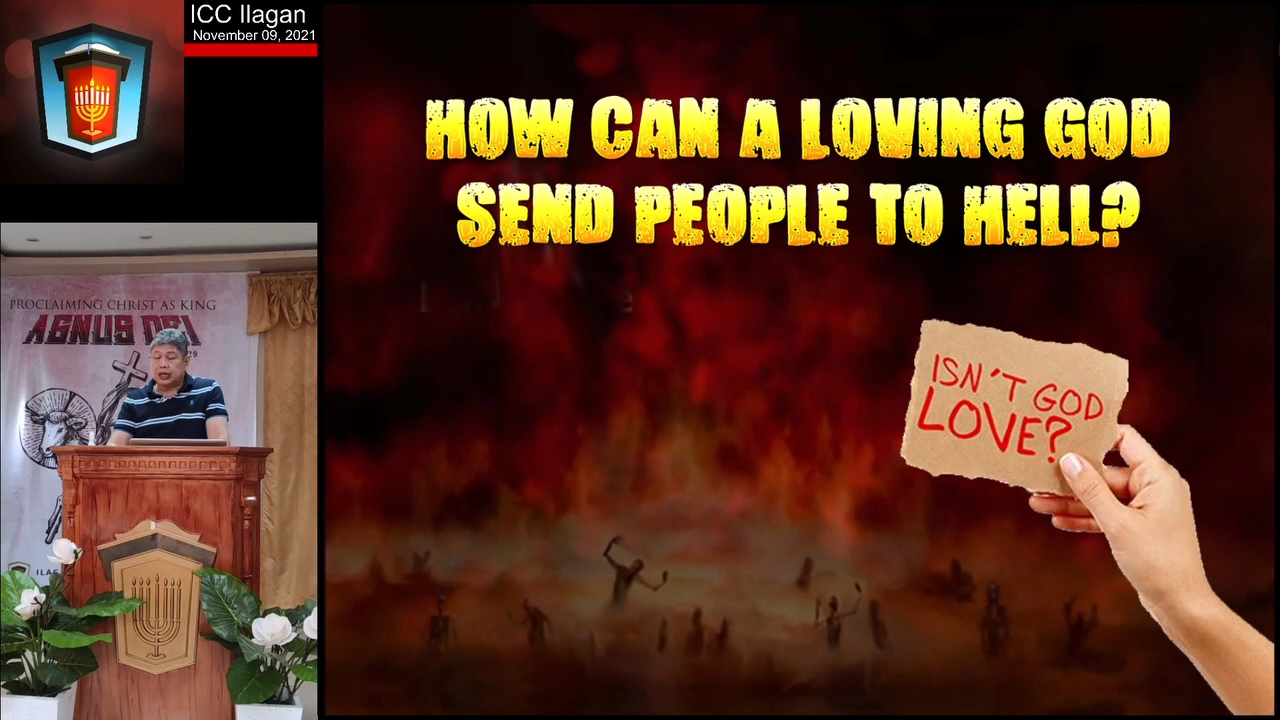 ICC Ilagan
November 09, 2021
HOW CAN A LOVING GOD
SEND PEOPLE TO HELL?
PROCLAIMING CHRIST AS KING
AGNUS DEI
ISN'T GOD
LOVE?